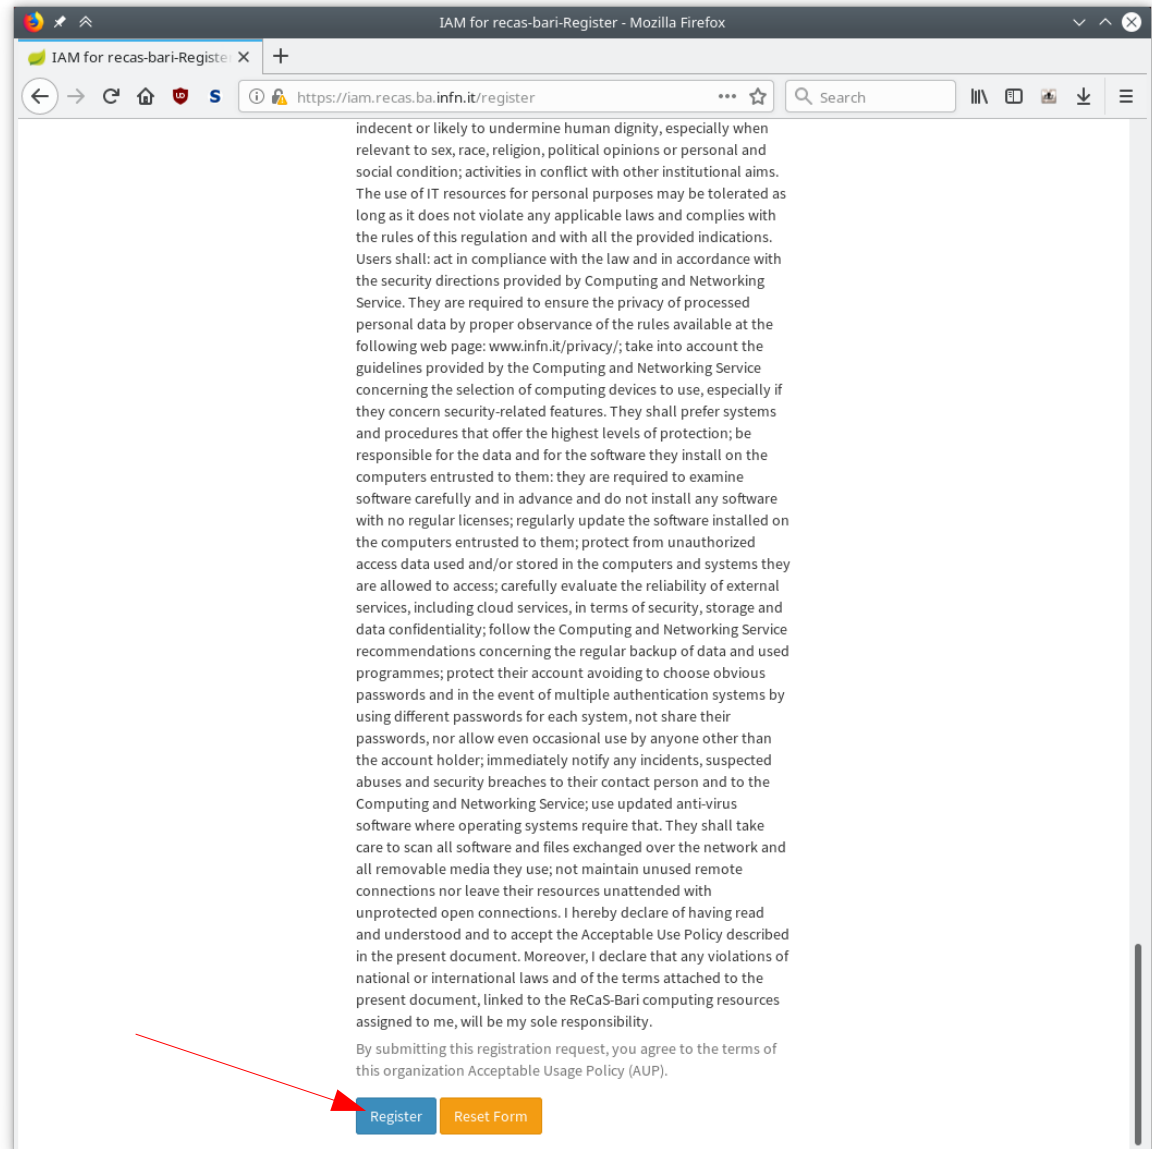 IAM for recas-bari-Register - Mozilla Firefox
IAM for recas-bari-Registe
https://iam.recas.ba.infn.it/register
Search
indecent or likely to undermine human dignity, especially when
relevant to sex, race, religion, political opinions or personal and
social condition; activities in conflict with other institutional aims.
The use of IT resources for personal purposes may be tolerated as
long as it does not violate any applicable laws and complies with
the rules of this regulation and with all the provided indications.
Users shall: act in compliance with the law and in accordance with
the security directions provided by Computing and Networking
Service. They are required to ensure the privacy of processed
personal data by proper observance of the rules available at the
following web page: www.infn.it/privacy/; take into account the
guidelines provided by the Computing and Networking Service
concerning the selection of computing devices to use, especially if
they concern security-related features. They shall prefer systems
and procedures that offer the highest levels of protection; be
responsible for the data and for the software they install on the
computers entrusted to them: they are required to examine
software carefully and in advance and do not install any software
with no regular licenses; regularly update the software installed on
the computers entrusted to them; protect from unauthorized
access data used and/or stored in the computers and systems they
are allowed to access; carefully evaluate the reliability of external
services, including cloud services, in terms of security, storage and
data confidentiality; follow the Computing and Networking Service
recommendations concerning the regular backup of data and used
programmes; protect their account avoiding to choose obvious
passwords and in the event of multiple authentication systems by
using different passwords for each system, not share their
passwords, nor allow even occasional use by anyone other than
the account holder; immediately notify any incidents, suspected
abuses and security breaches to their contact person and to the
Computing and Networking Service; use updated anti-virus
software where operating systems require that. They shall take
care to scan all software and files exchanged over the network and
all removable media they use; not maintain unused remote
connections nor leave their resources unattended with
unprotected open connections. I hereby declare of having read
and understood and to accept the Acceptable Use Policy described
in the present document. Moreover, I declare that any violations of
national or international laws and of the terms attached to the
present document, linked to the ReCaS-Bari computing resources
assigned to me, will be my sole responsibility.
By submitting this registration request, you agree to the terms of
this organization Acceptable Usage Policy (AUP).
Register
Reset Form